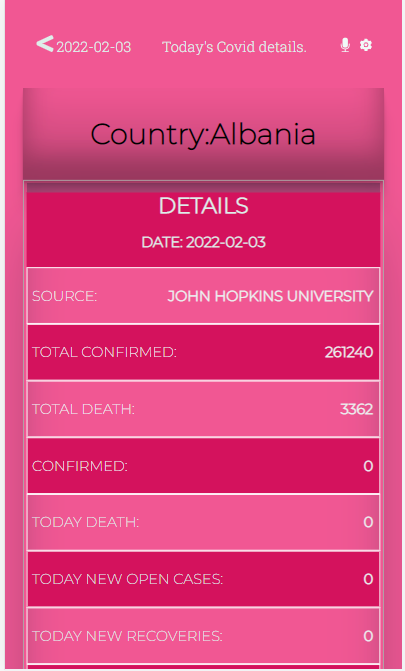 < 2022-02-03 Today's Covid details.
Country:Albania
DETAILS
DATE: 2022-02-03
SOURCE: JOHN HOPKINS UNIVERSITY
TOTAL CONFIRMED: 261240
TOTAL DEATH: 3362
CONFIRMED: 0
TODAY DEATH: 0
TODAY NEW OPEN CASES: 0
TODAY NEW RECOVERIES: 0